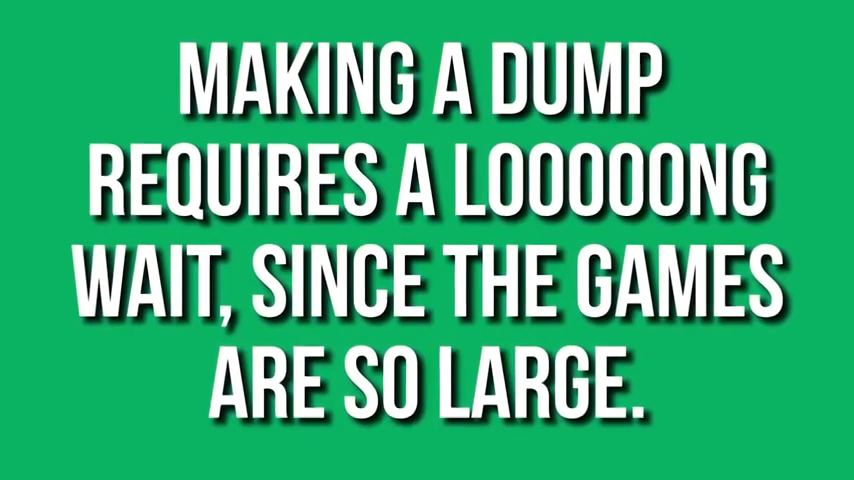 MAKING A DUMP
REQUIRES A LOOOOONG
WAIT, SINCE THE GAMES
ARE SO LARGE.